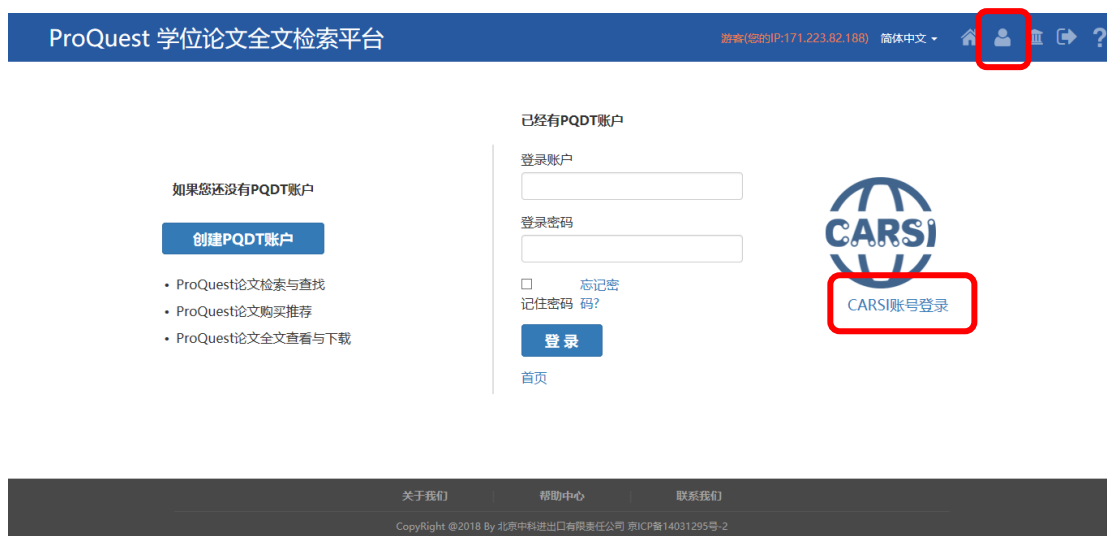 ProQuest 学位论文全文检索平台
游客(您的IP:171.223.82.188) 简体中文
?
已经有PQDT账户
登录账户
如果您还没有PQDT账户
创建PQDT账户
登录密码
CARSI
• ProQuest论文检索与查找
• ProQuest论文购买推荐
• ProQuest论文全文查看与下载
记住密码
忘记密
码?
CARSI账号登录
登 录
首页
关于我们 帮助中心 联系我们
CopyRight @2018 By 北京中科进出口有限责任公司 京ICP备14031295号-2